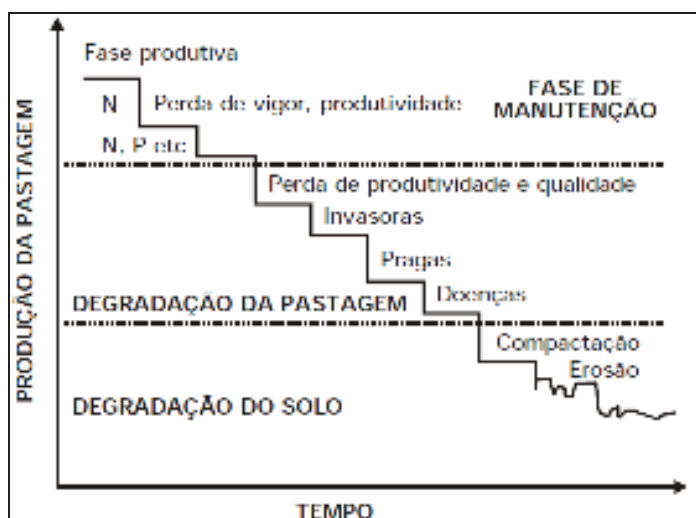 Fase produtiva
N
Perda de vigor, produtividade
FASE DE
MANUTENÇÃO
N, P etc
Perda de produtividade e qualidade
Invasoras
Pragas
DEGRADAÇÃO DA PASTAGEM
Doenças
Compactação
Erosão
DEGRADAÇÃO DO SOLO
PRODUÇÃO DA PASTAGEM
TEMPO